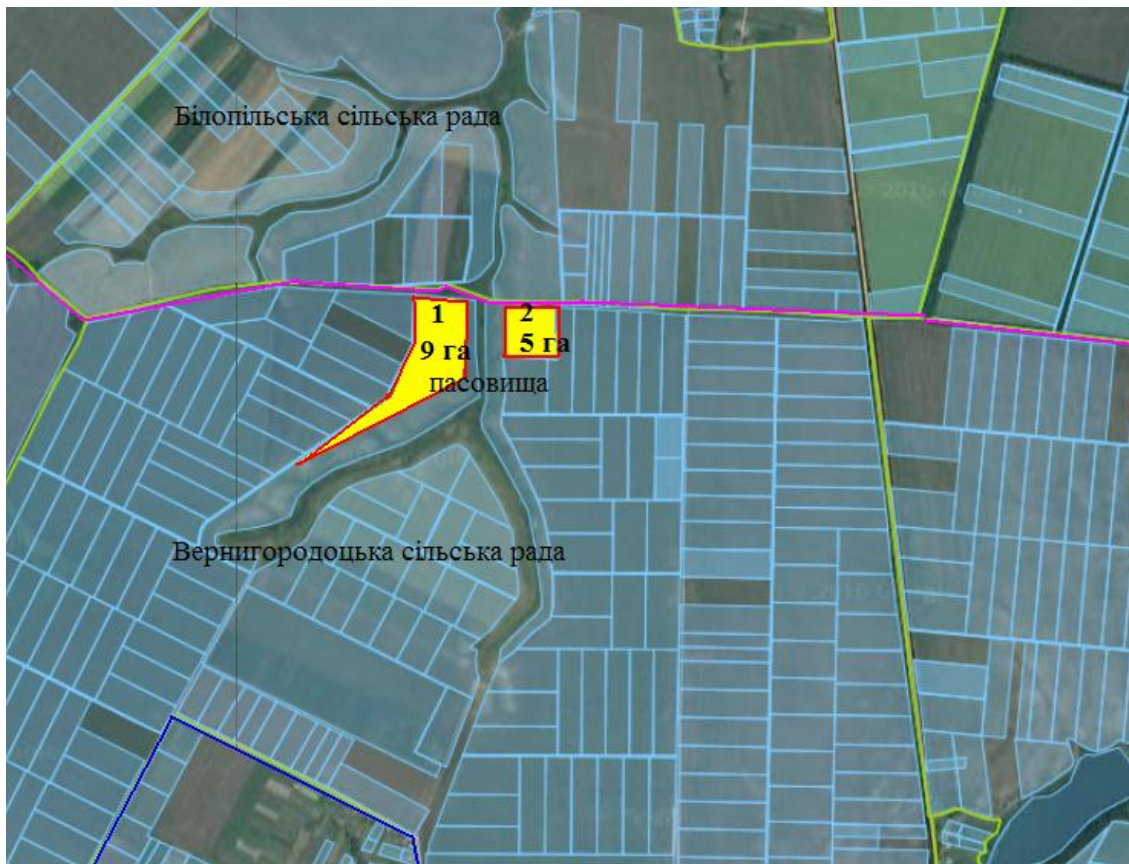 Білопільська сільська рада
1
2
9 га
5 га
пасовища
Вернигородоцька сільська рада